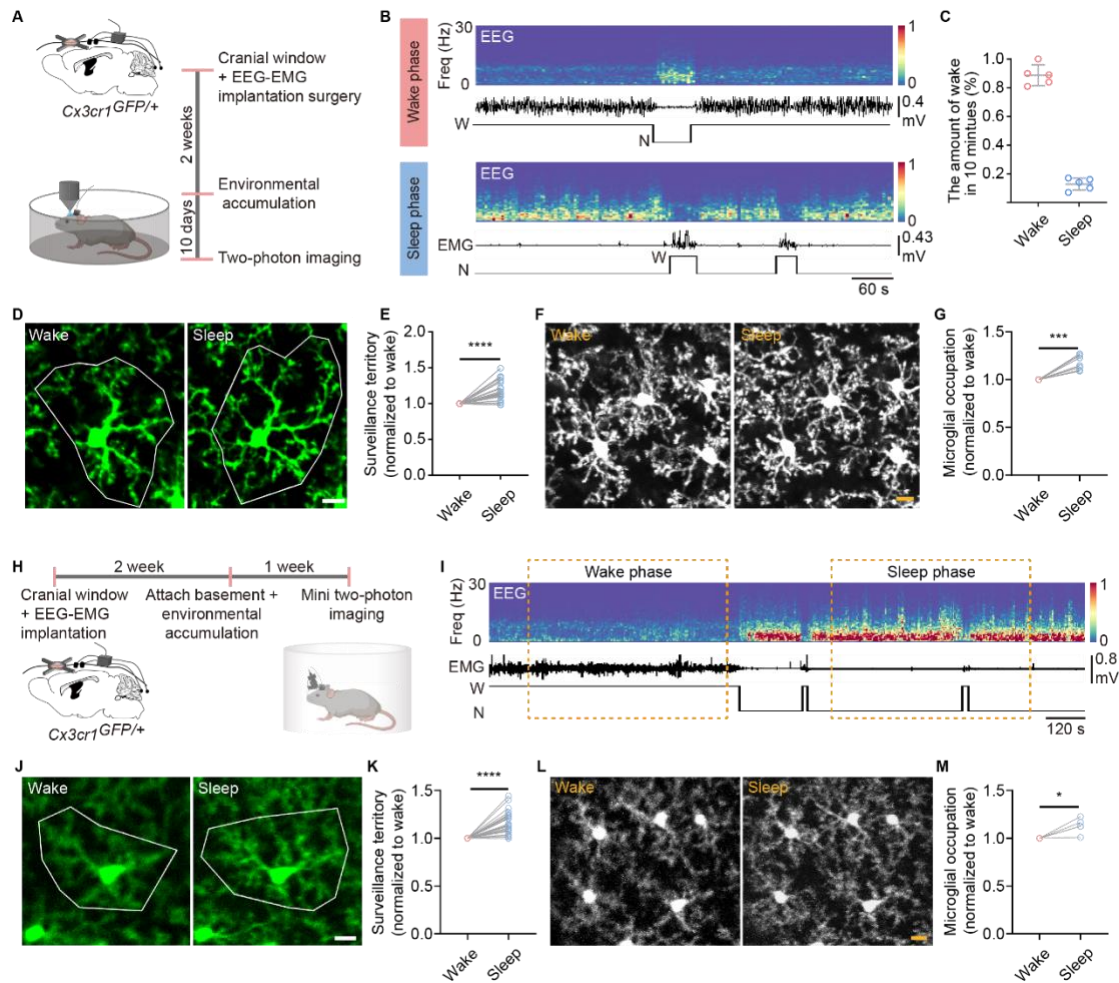 A
Cranial window
+ EEG-EMG
implantation surgery
Cx3cr1GFP/+
2 weeks
Environmental
accumulation
10 days
Two-photon imaging
B
Wake phase
30
Freq (Hz)
0
EEG
1
0
0.4
mV
W
N
Sleep phase
EEG
1
0
EMG
0.43
mV
W
N
60 s
C
The amount of wake
in 10 mintues (%)
1.0
0.8
0.6
0.4
0.2
Wake
Sleep
D
Wake
Sleep
E
Surveillance territory
(normalized to wake)
2.0
1.5
1.0
0.5
0.0
****
Wake
Sleep
F
Wake
Sleep
G
Microglial occupation
(normalized to wake)
1.5
1.0
0.5
0.0
***
Wake
Sleep
H
2 week
1 week
Cranial window
+ EEG-EMG
implantation
Attach basement +
environmental
accumulation
Mini two-photon
imaging
Cx3cr1GFP/+
I
Wake phase
Sleep phase
30
Freq (Hz)
0
EEG
1
0
EMG
0.8
mV
W
N
120 s
J
Wake
Sleep
K
Surveillance territory
(normalized to wake)
1.5
1.0
0.5
0.0
****
Wake
Sleep
L
Wake
Sleep
M
Microglial occupation
(normalized to wake)
1.5
1.0
0.5
0.0
*
Wake
Sleep